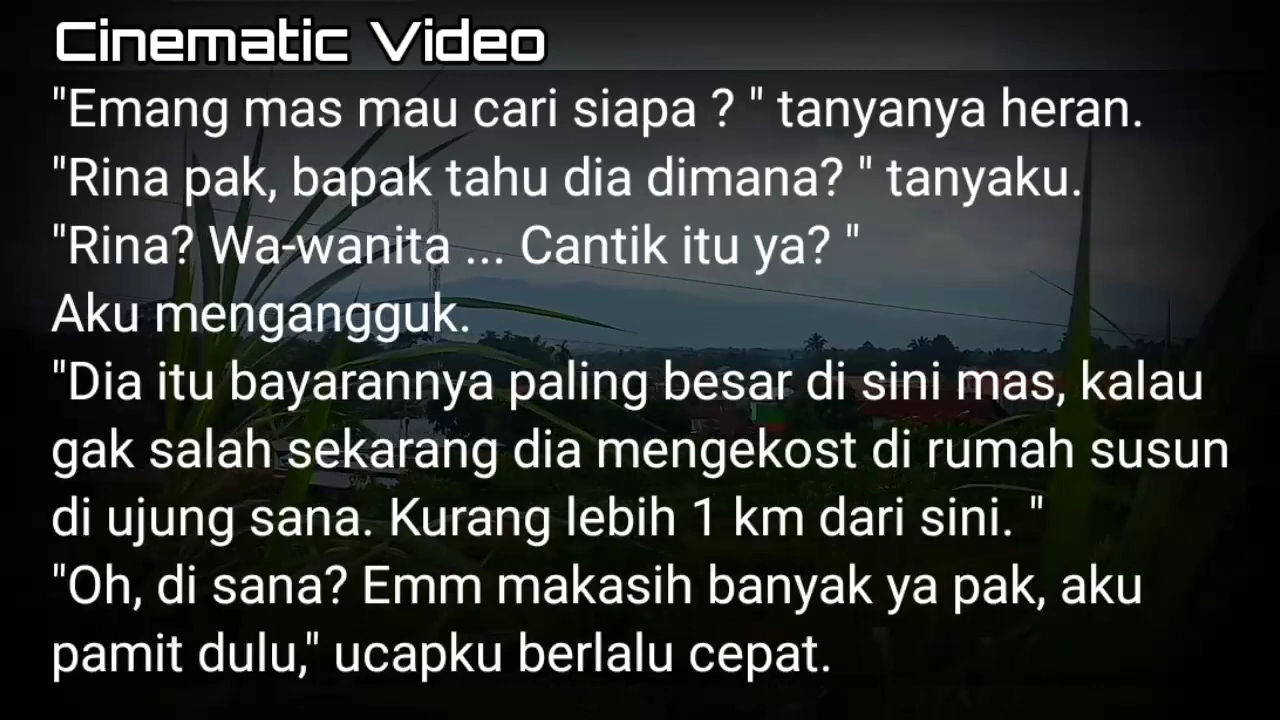 Cinematic Video
"Emang mas mau cari siapa ? " tanyanya heran.
"Rina pak, bapak tahu dia dimana? " tanyaku.
"Rina? Wa-wanita ... Cantik itu ya? "
Aku mengangguk.
"Dia itu bayarannya paling besar di sini mas, kalau
gak salah sekarang dia mengekost di rumah susun
di ujung sana. Kurang lebih 1 km dari sini. "
"Oh, di sana? Emm makasih banyak ya pak, aku
pamit dulu," ucapku berlalu cepat.